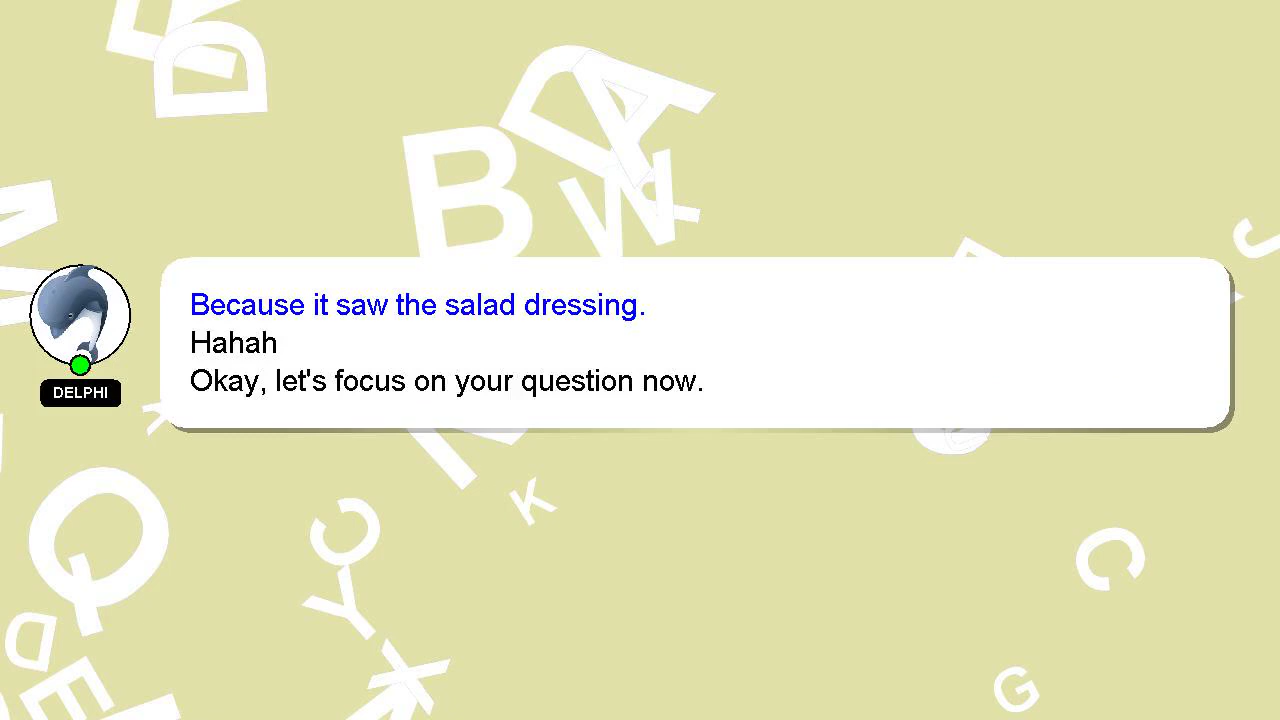 Because it saw the salad dressing.
Hahah
Okay, let's focus on your question now.
DELPHI